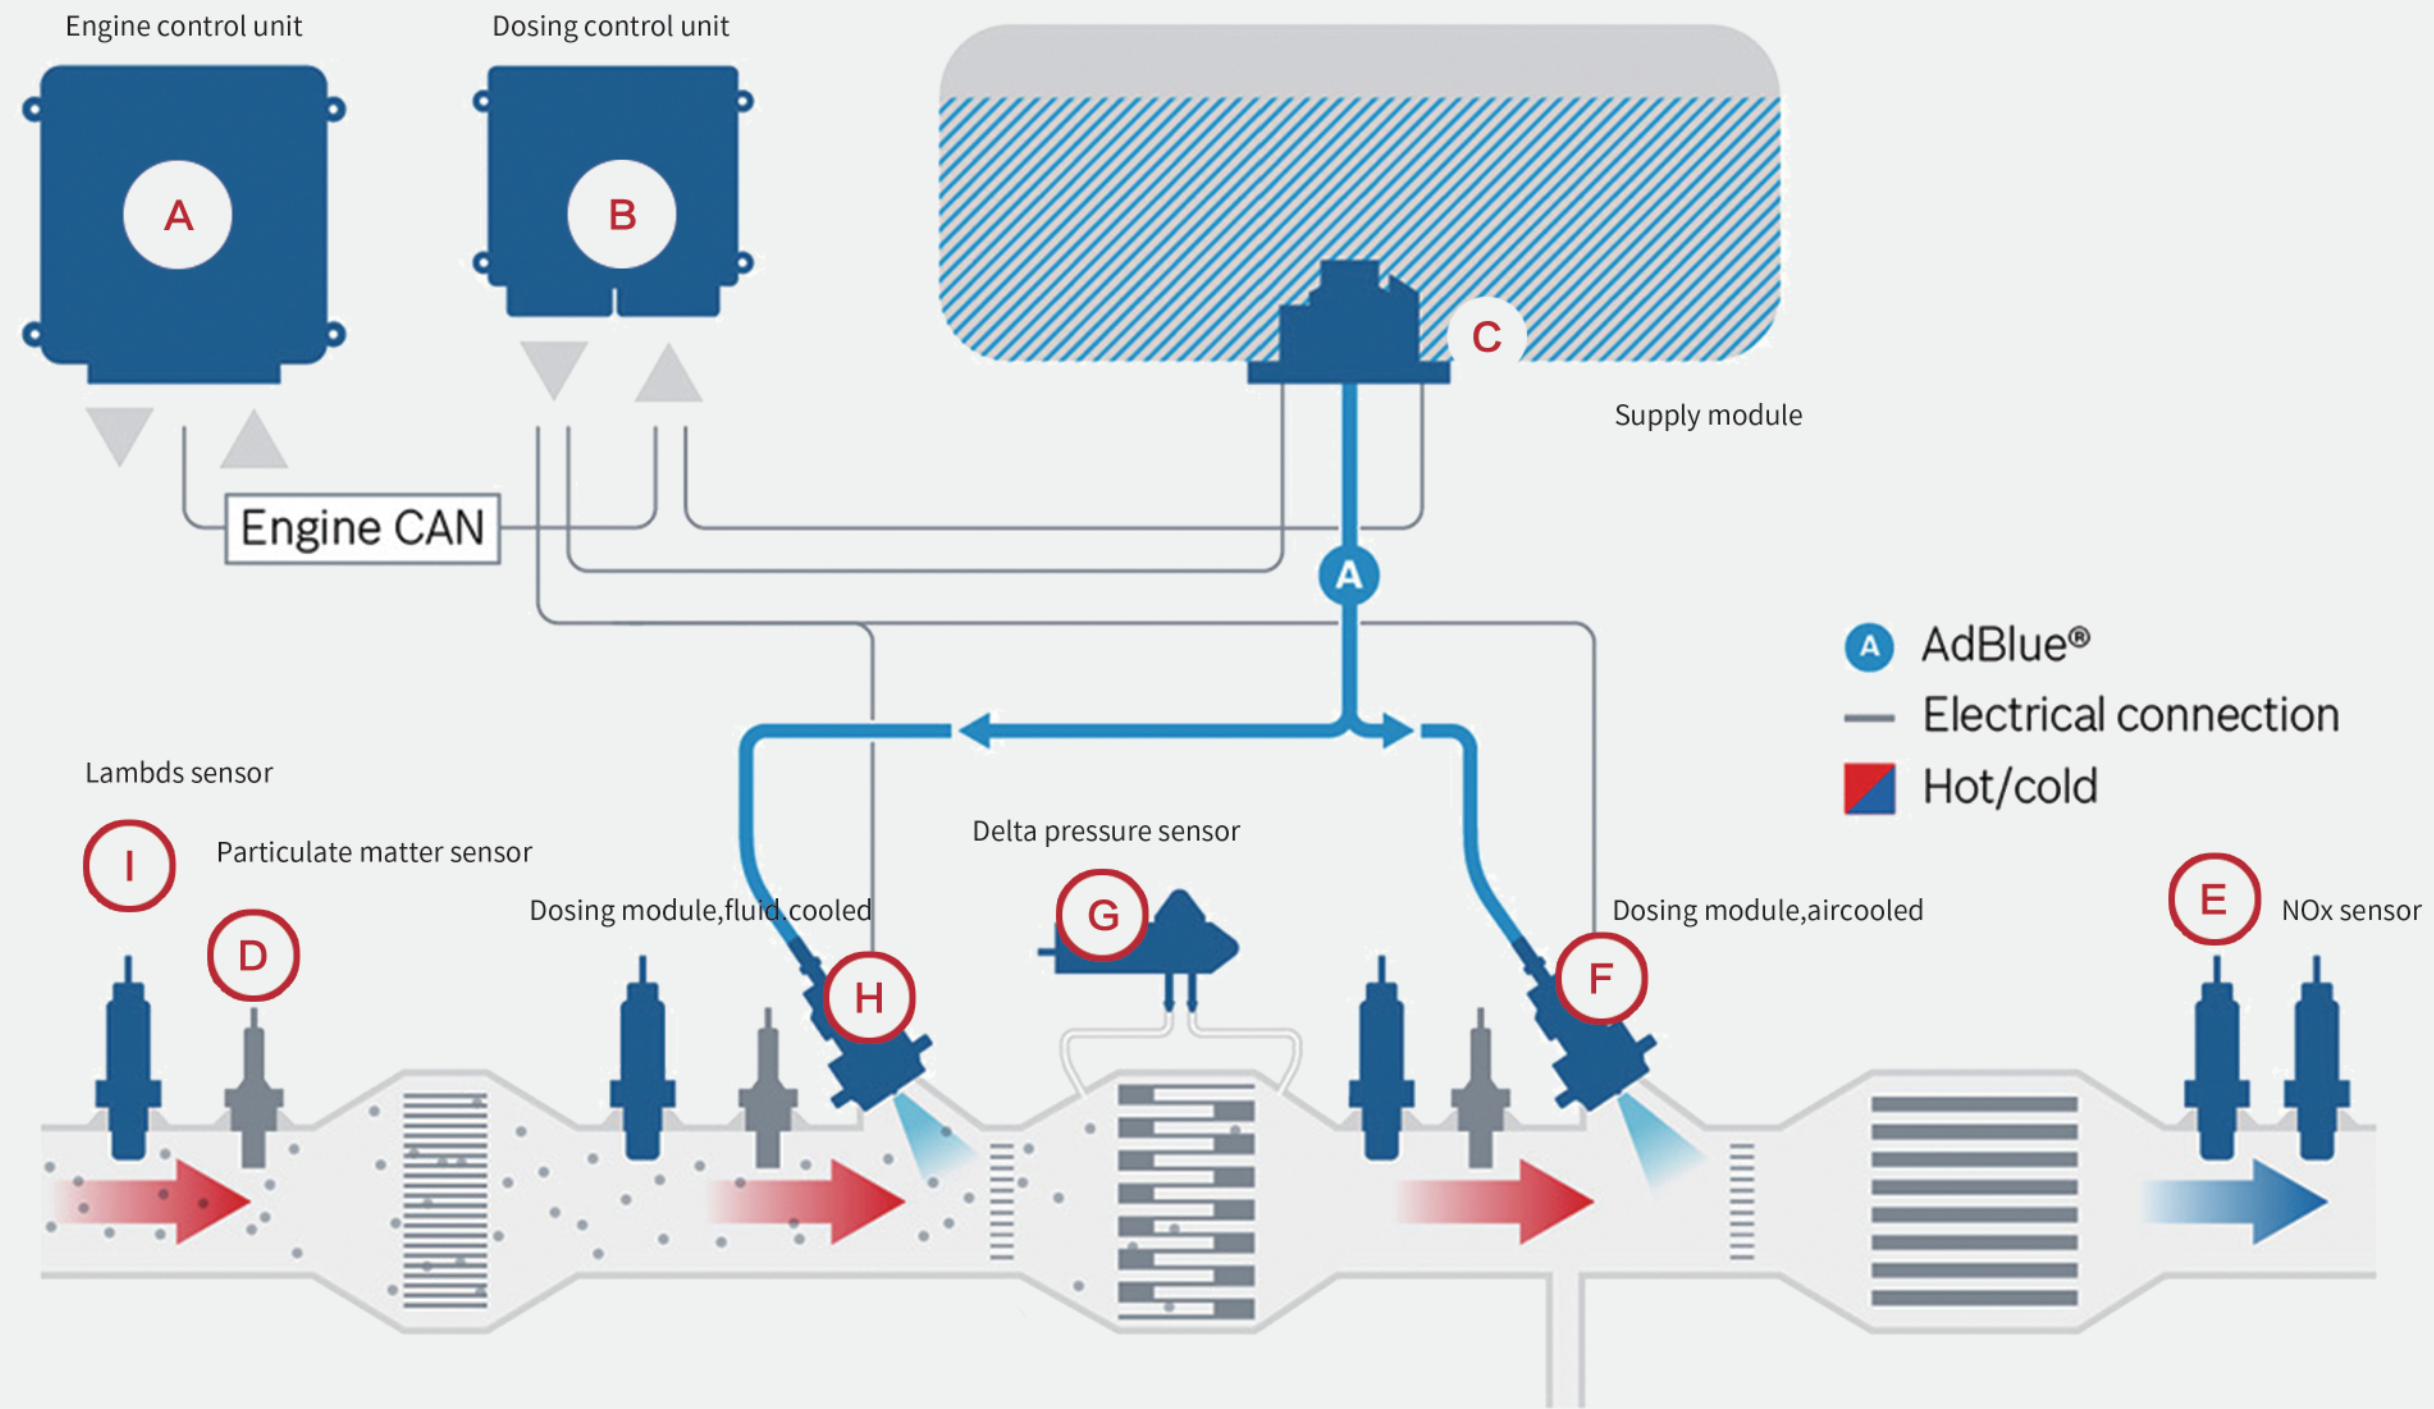 Engine control unit
Dosing control unit
A
B
C
Supply module
Engine CAN
A
A AdBlue®
Electrical connection
Hot/cold
Lambds sensor
I
Particulate matter sensor
D
Dosing module,fluid.cooled
H
Delta pressure sensor
G
Dosing module,aircooled
F
E
NOx sensor